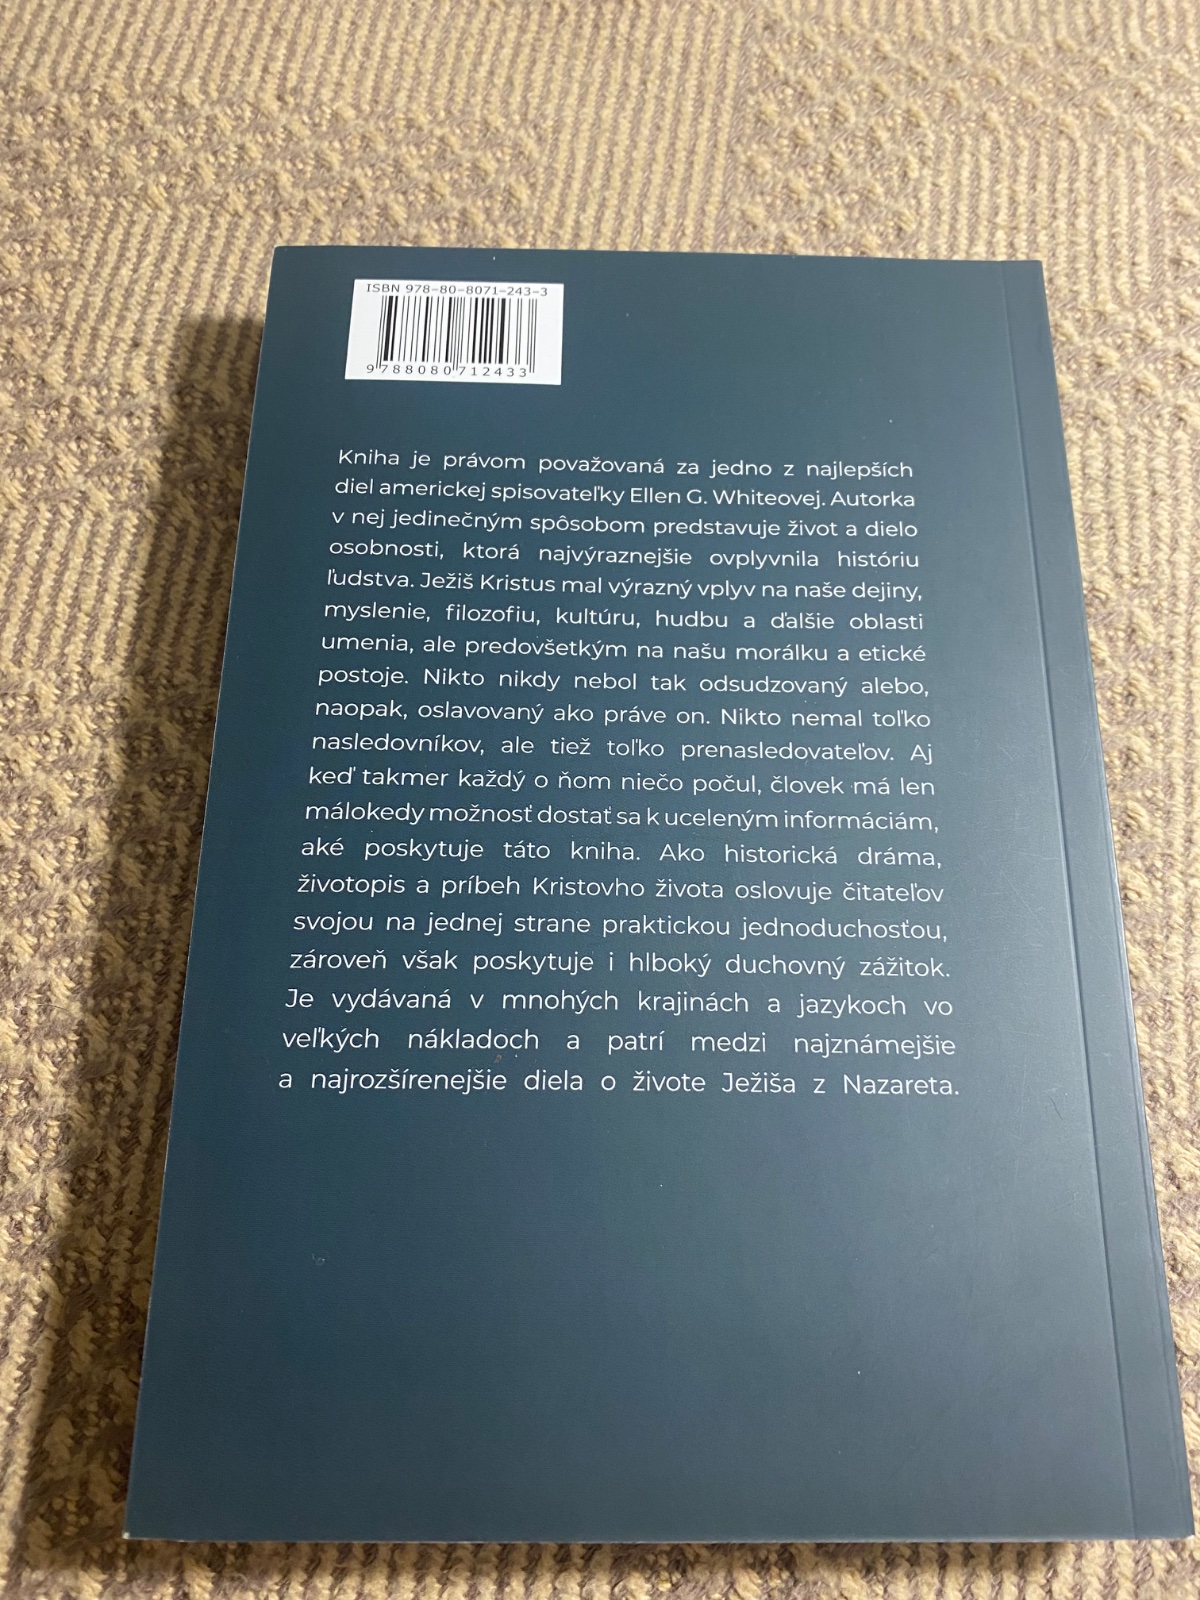 ISBN 978-80-8071-243-3
9 788080 712433
Kniha je právom považovaná za jedno z najlepších
diel americkej spisovateľky Ellen G. Whiteovej. Autorka
v nej jedinečným spôsobom predstavuje život a dielo
osobnosti, ktorá najvýraznejšie ovplyvnila históriu
ľudstva. Ježiš Kristus mal výrazný vplyv na naše dejiny,
myslenie, filozofiu, kultúru, hudbu a ďalšie oblasti
umenia, ale predovšetkým na našu morálku a etické
postoje. Nikto nikdy nebol tak odsudzovaný alebo,
naopak, oslavovaný ako práve on. Nikto nemal toľko
nasledovníkov, ale tiež toľko prenasledovateľov. Aj
keď takmer každý o ňom niečo počul, človek má len
málokedy možnosť dostať sa k uceleným informáciám,
aké poskytuje táto kniha. Ako historická dráma,
životopis a príbeh Kristovho života oslovuje čitateľov
svojou na jednej strane praktickou jednoduchosťou,
zároveň však poskytuje i hlboký duchovný zážitok.
Je vydávaná v mnohých krajinách a jazykoch vo
veľkých nákladoch a patrí medzi najznámejšie
a najrozšírenejšie diela o živote Ježiša z Nazareta.